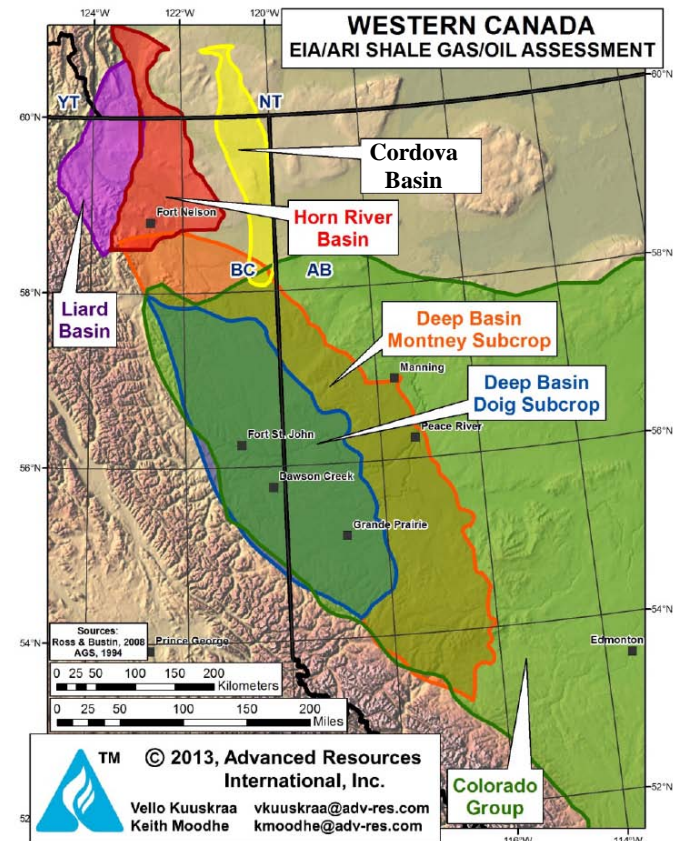 WESTERN CANADA
EIA/ARI SHALE GAS/OIL ASSESSMENT
124°W
122°W
120°W
60°N
60°N
YT
NT
Cordova
Basin
Fort Nelson
Horn River
Basin
BC
AB
58°N
58°N
Liard
Basin
Deep Basin
Montney Subcrop
Manning
Deep Basin
Doig Subcrop
Peace River
Fort St. John
56°N
56°N
Dawson Creek
Grande Prairie
54°N
54°N
Sources:
Ross & Bustin, 2008
AGS, 1994
Prince George
Edmonton
0 25 50 100 150 200
Kilometers
0 25 50 100 150 200
Miles
TM
© 2013, Advanced Resources
International, Inc.
Vello Kuuskraa vkuuskraa@adv-res.com
Keith Moodhe kmoodhe@adv-res.com
Colorado
Group
52°N
116°W
114°W